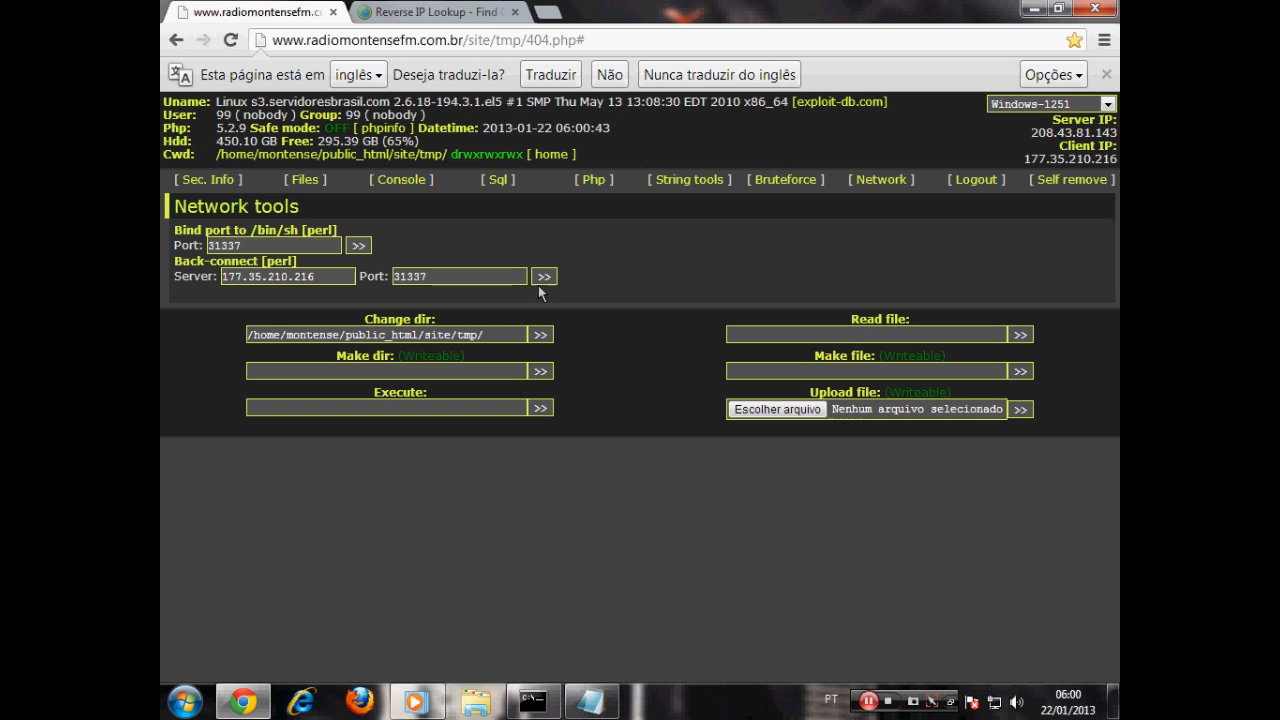 www.radiomontensefm.c
Reverse IP Lookup - Find
www.radiomontensefm.com.br/site/tmp/404.php#
Esta página está em inglês Deseja traduzi-la? Traduzir Não Nunca traduzir do inglês Opções
Uname: Linux s3.servidoresbrasil.com 2.6.18-194.3.1.el5 #1 SMP Thu May 13 13:08:30 EDT 2010 x86_64 [exploit-db.com]
Windows-1251
User: 99 ( nobody ) Group: 99 ( nobody )
Server IP:
Php: 5.2.9 Safe mode: OFF [ phpinfo ] Datetime: 2013-01-22 06:00:43
208.43.81.143
Hdd: 450.10 GB Free: 295.39 GB (65%)
Client IP:
Cwd: /home/montense/public_html/site/tmp/ drwxrwxrwx [ home ]
177.35.210.216
[ Sec. Info ] [ Files ] [ Console ] [ Sql ] [ Php ] [ String tools ] [ Bruteforce ] [ Network ] [ Logout ] [ Self remove ]
Network tools
Bind port to /bin/sh [perl]
Port: 31337 >>
Back-connect [perl]
Server: 177.35.210.216 Port: 31337 >>
Change dir:
Read file:
/home/montense/public_html/site/tmp/ >>
>>
Make dir: (Writeable)
Make file: (Writeable)
>>
>>
Execute:
Upload file: (Writeable)
>>
Escolher arquivo Nenhum arquivo selecionado >>
C:\
PT
06:00
22/01/2013